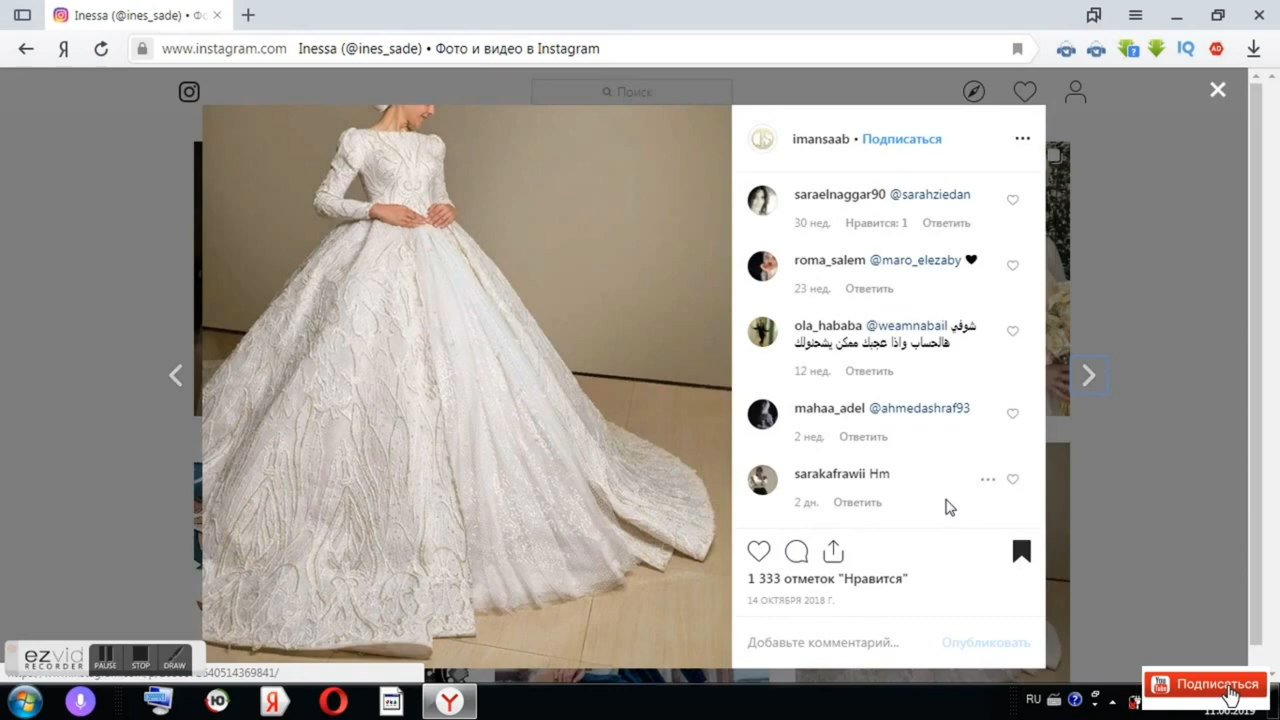 Inessa (@ines_sade) • Фо
www.instagram.com Inessa (@ines_sade) • Фото и видео в Instagram
Поиск
imansaab • Подписаться
saraelnaggar90 @sarahziedan
30 нед. Нравится: 1 Ответить
roma_salem @maro_elezaby 🖤
23 нед. Ответить
ola_hababa @weamnabail شوفي
هالحساب واذا عجبك ممكن يشحنولك
12 нед. Ответить
mahaa_adel @ahmedashraf93
2 нед. Ответить
sarakafrawii Hm
2 дн. Ответить
1 333 отметок "Нравится"
14 ОКТЯБРЯ 2018 Г.
Добавьте комментарий... Опубликовать
ezvid
RECORDER
PAUSE STOP DRAW
640514369841/
RU
You Tube Подписаться